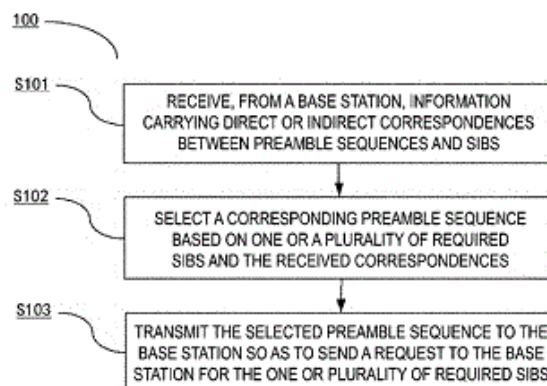 100
S101
RECEIVE, FROM A BASE STATION, INFORMATION
CARRYING DIRECT OR INDIRECT CORRESPONDENCES
BETWEEN PREAMBLE SEQUENCES AND SIBS
S102
SELECT A CORRESPONDING PREAMBLE SEQUENCE
BASED ON ONE OR A PLURALITY OF REQUIRED
SIBS AND THE RECEIVED CORRESPONDENCES
S103
TRANSMIT THE SELECTED PREAMBLE SEQUENCE TO THE
BASE STATION SO AS TO SEND A REQUEST TO THE BASE
STATION FOR THE ONE OR PLURALITY OF REQUIRED SIBS